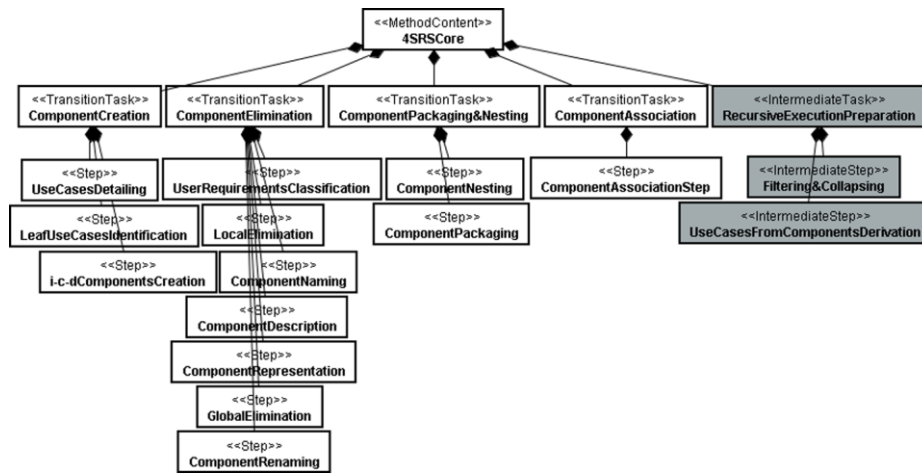 <<MethodContent>>
4SRSCore
<<TransitionTask>>
ComponentCreation
<<TransitionTask>>
ComponentElimination
<<TransitionTask>>
ComponentPackaging&Nesting
<<TransitionTask>>
ComponentAssociation
<<IntermediateTask>>
RecursiveExecutionPreparation
<<Step>>
UseCasesDetailing
<<Step>>
UserRequirementsClassification
<<Step>>
ComponentNesting
<<Step>>
ComponentAssociationStep
<<IntermediateStep>>
Filtering&Collapsing
<<Step>>
LeafUseCasesIdentification
<<Step>>
LocalElimination
<<Step>>
ComponentPackaging
<<IntermediateStep>>
UseCasesFromComponentsDerivation
<<Step>>
i-c-dComponentsCreation
<<Step>>
ComponentNaming
<<Step>>
ComponentDescription
<<Step>>
ComponentRepresentation
<<Step>>
GlobalElimination
<<Step>>
ComponentRenaming